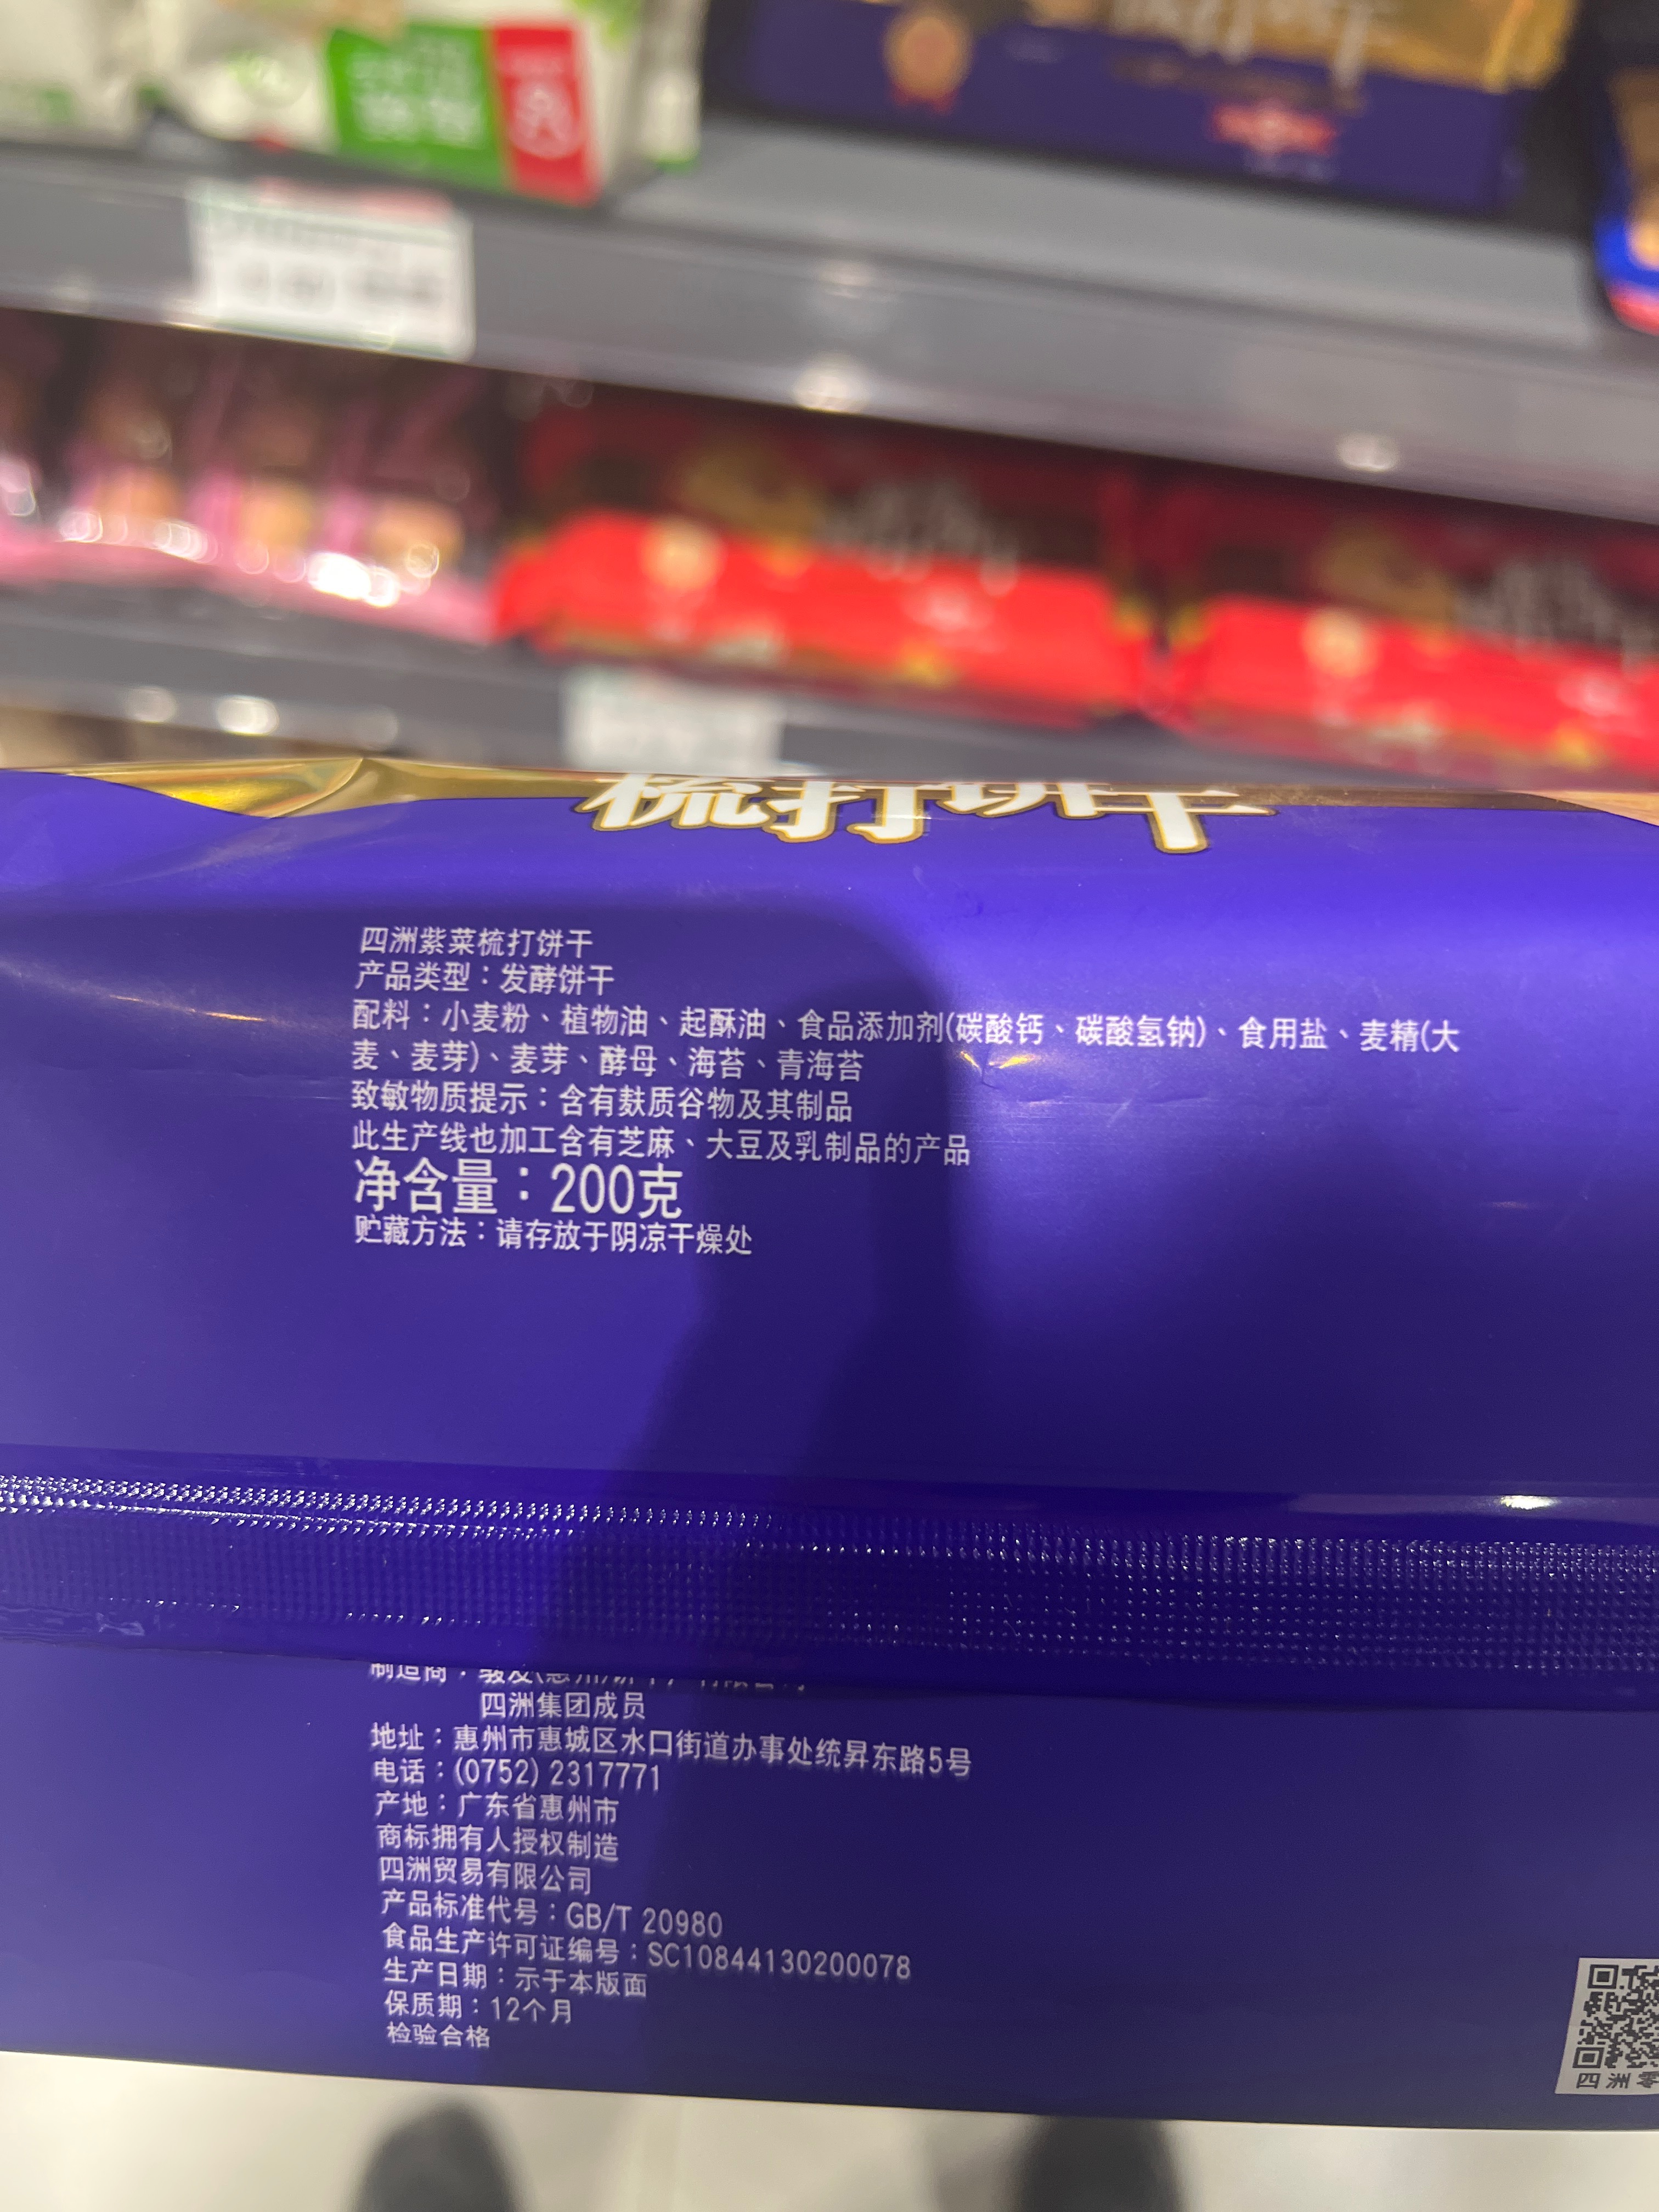 梳打饼干
四洲紫菜梳打饼干
产品类型：发酵饼干
配料：小麦粉、植物油、起酥油、食品添加剂(碳酸钙、碳酸氢钠)、食用盐、麦精(大
麦、麦芽)、麦芽、酵母、海苔、青海苔
致敏物质提示：含有麸质谷物及其制品
此生产线也加工含有芝麻、大豆及乳制品的产品
净含量：200克
贮藏方法：请存放于阴凉干燥处
制造商：
四洲集团成员
地址：惠州市惠城区水口街道办事处统昇东路5号
电话：(0752) 2317771
产地：广东省惠州市
商标拥有人授权制造
四洲贸易有限公司
产品标准代号：GB/T 20980
食品生产许可证编号：SC10844130200078
生产日期：示于本版面
保质期：12个月
检验合格
四洲